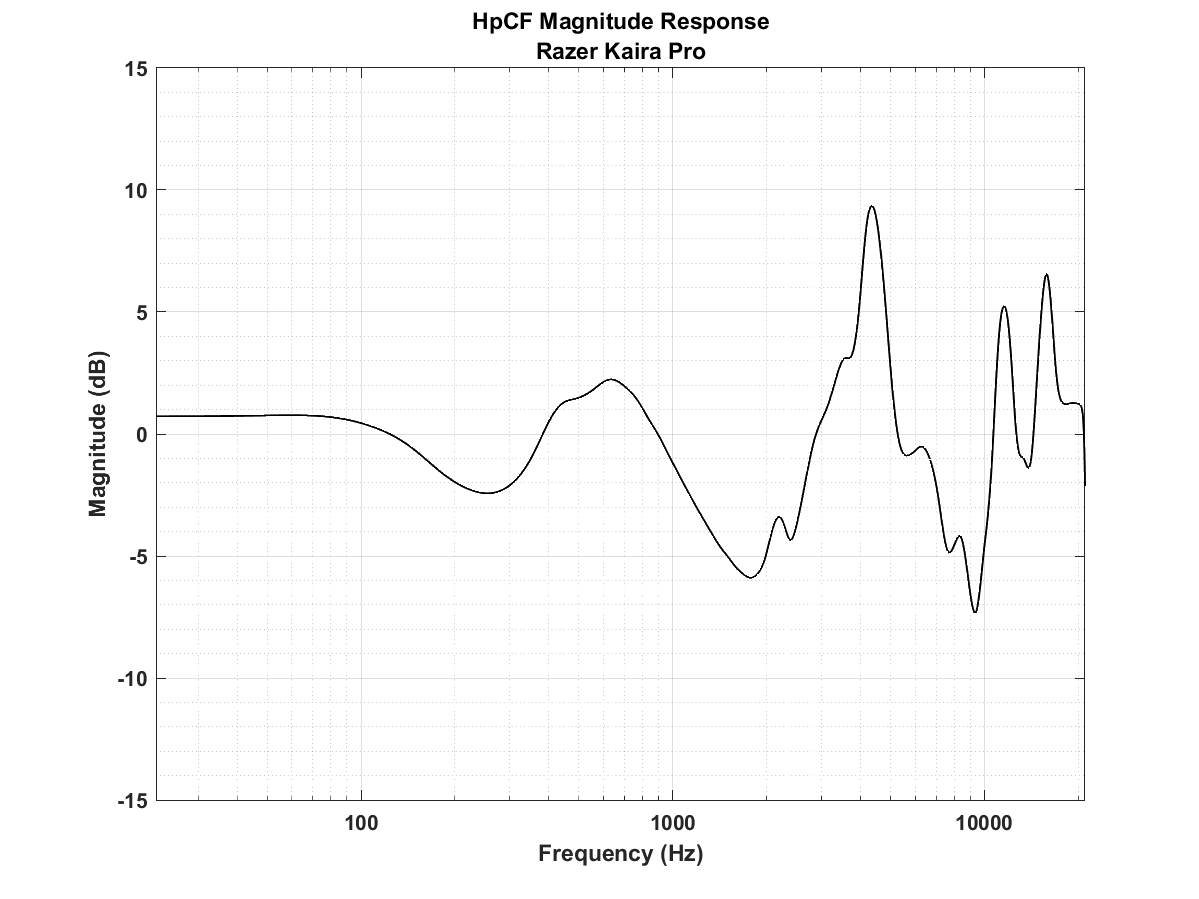 HpCF Magnitude Response
Razer Kaira Pro
15
10
5
0
-5
-10
-15
Magnitude (dB)
100 1000 10000
Frequency (Hz)